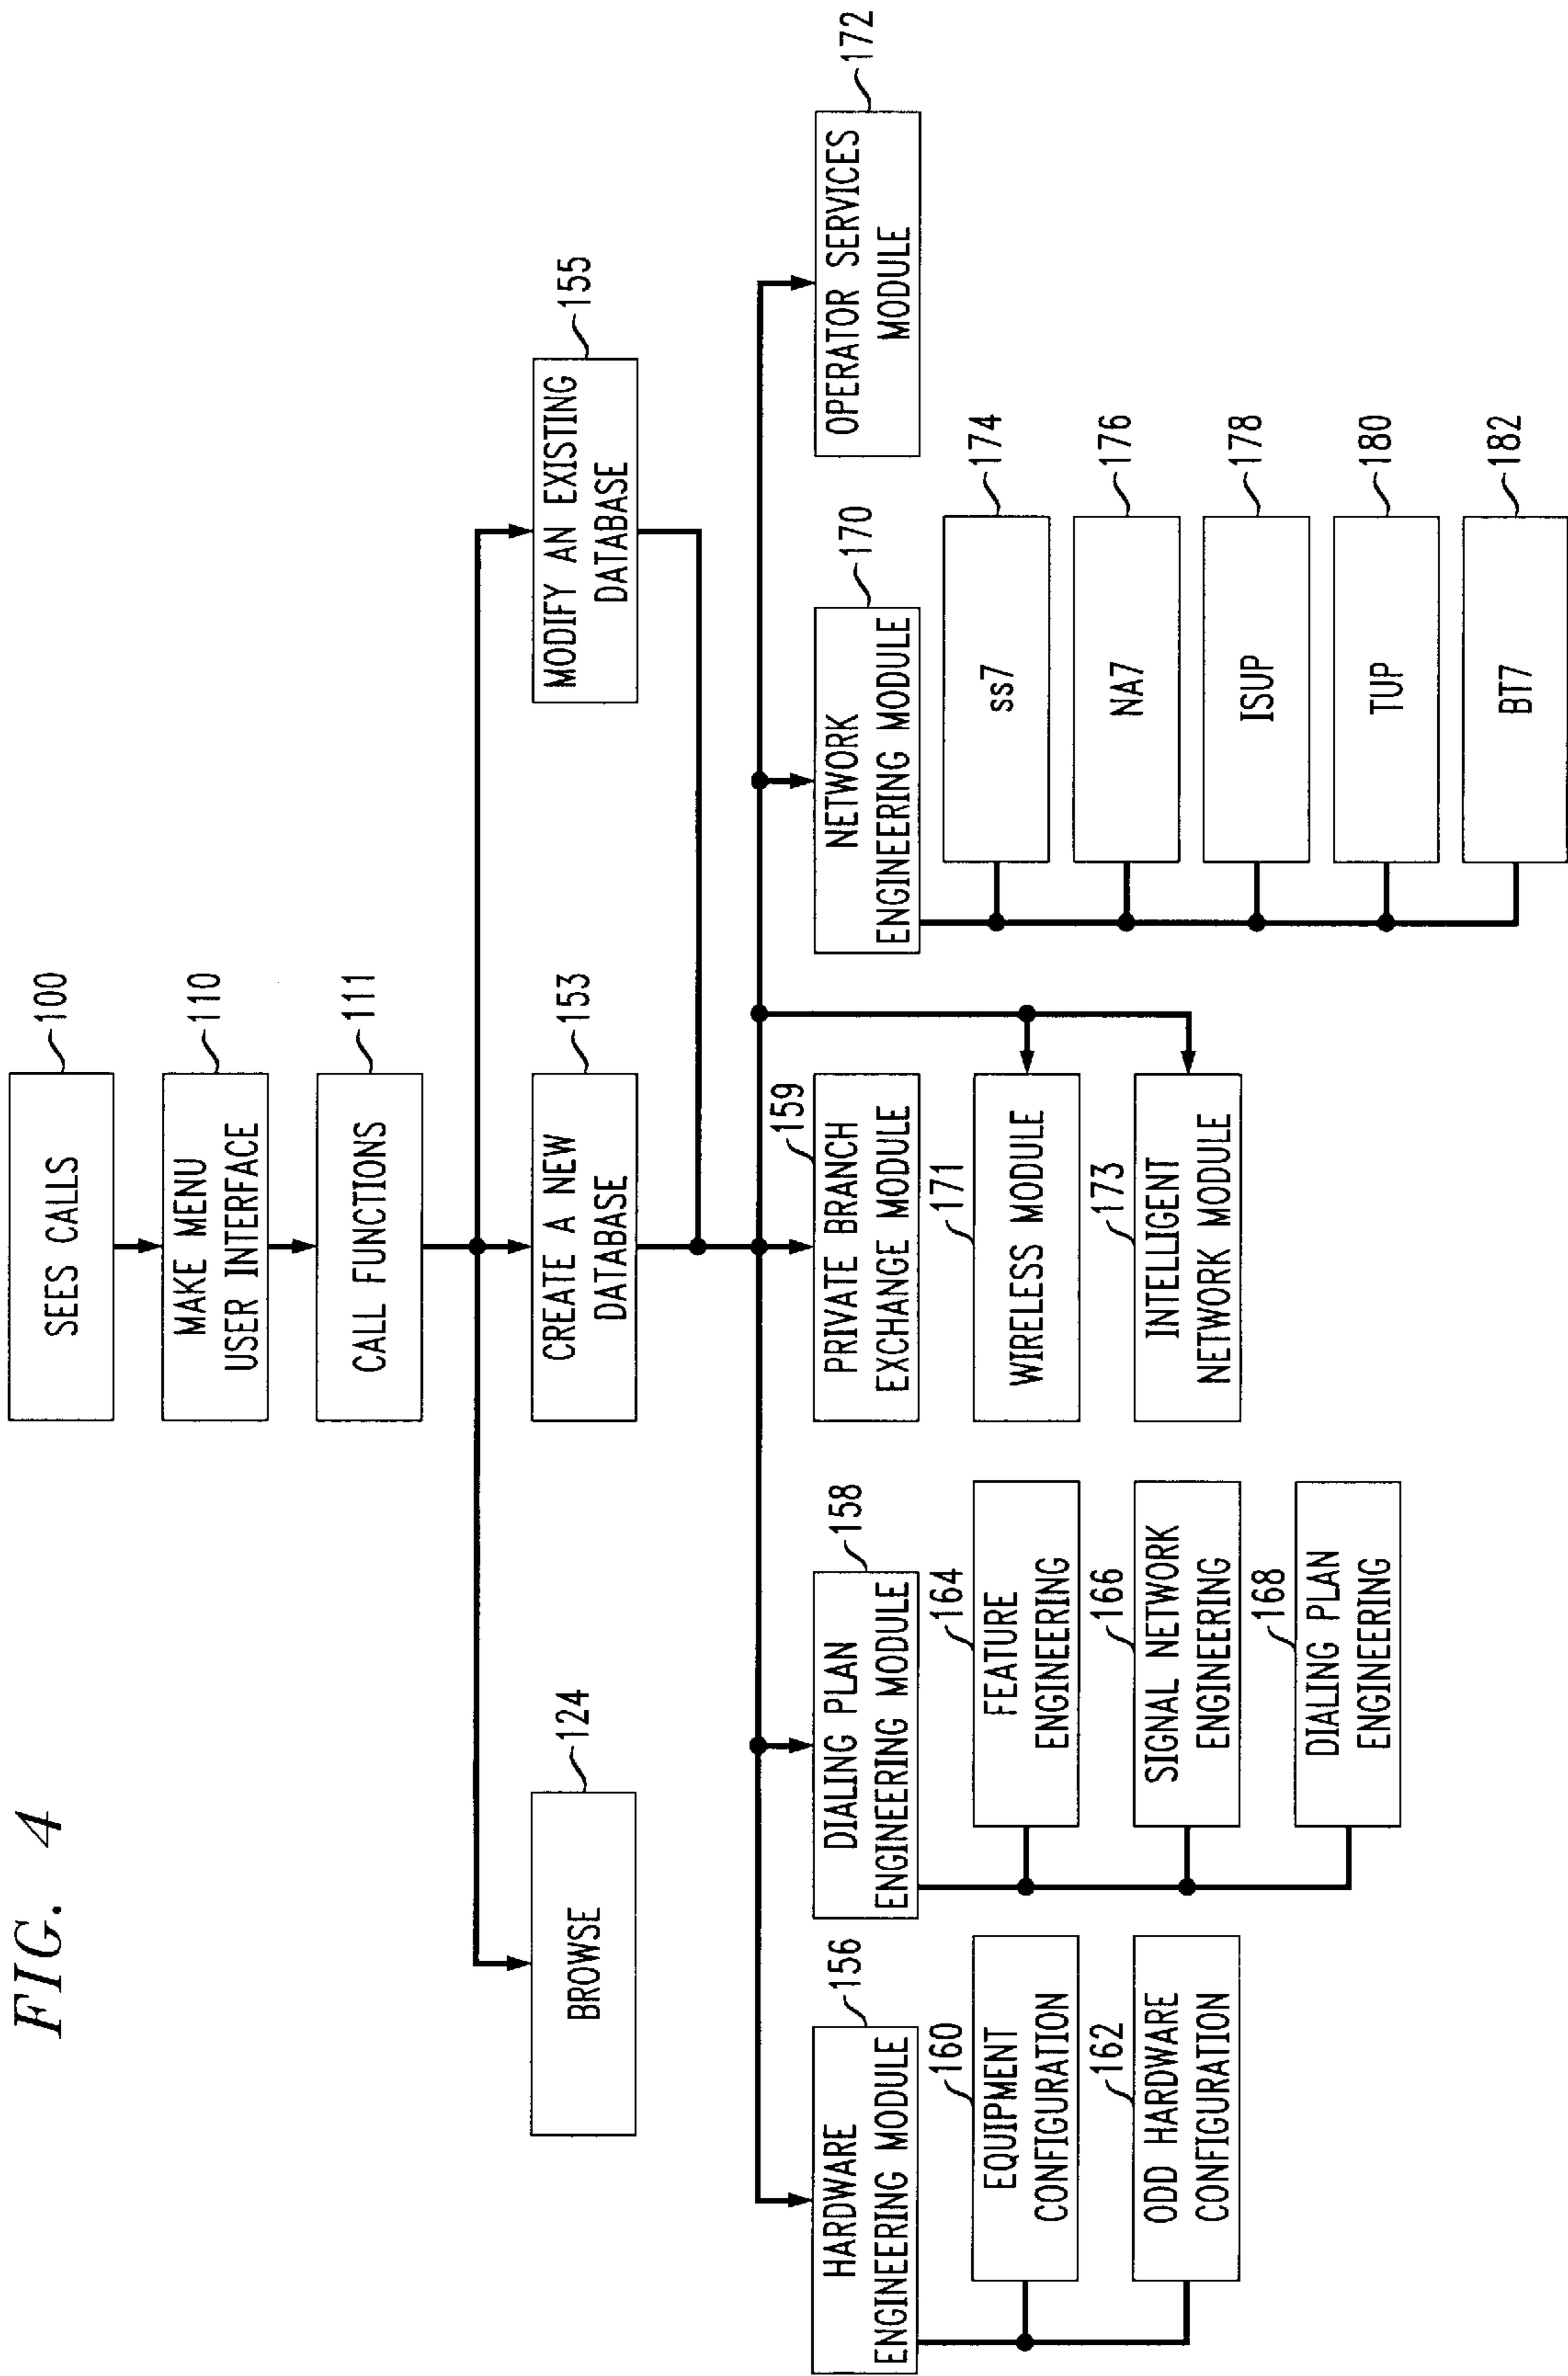 FIG. 4
SEES CALLS
100
MAKE MENU
USER INTERFACE
110
CALL FUNCTIONS
111
BROWSE
124
CREATE A NEW
DATABASE
153
MODIFY AN EXISTING
DATABASE
155
HARDWARE
ENGINEERING MODULE
156
EQUIPMENT
CONFIGURATION
160
ODD HARDWARE
CONFIGURATION
162
DIALING PLAN
ENGINEERING MODULE
158
FEATURE
ENGINEERING
164
SIGNAL NETWORK
ENGINEERING
166
DIALING PLAN
ENGINEERING
168
PRIVATE BRANCH
EXCHANGE MODULE
159
WIRELESS MODULE
171
INTELLIGENT
NETWORK MODULE
173
NETWORK
ENGINEERING MODULE
170
ss7
174
NA7
176
ISUP
178
TUP
180
BT7
182
OPERATOR SERVICES
MODULE
172